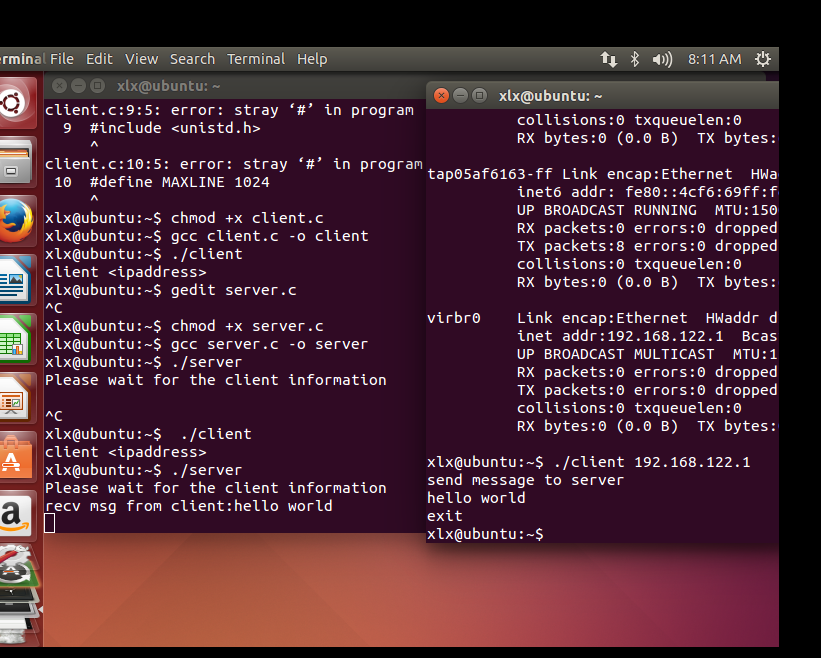 erminal File Edit View Search Terminal Help 8:11 AM
xlx@ubuntu: ~
client.c:9:5: error: stray ‘#’ in program
9 #include <unistd.h>
^
client.c:10:5: error: stray ‘#’ in program
10 #define MAXLINE 1024
^
xlx@ubuntu:~$ chmod +x client.c
xlx@ubuntu:~$ gcc client.c -o client
xlx@ubuntu:~$ ./client
client <ipaddress>
xlx@ubuntu:~$ gedit server.c
^C
xlx@ubuntu:~$ chmod +x server.c
xlx@ubuntu:~$ gcc server.c -o server
xlx@ubuntu:~$ ./server
Please wait for the client information
^C
xlx@ubuntu:~$ ./client
client <ipaddress>
xlx@ubuntu:~$ ./server
Please wait for the client information
recv msg from client:hello world
xlx@ubuntu: ~
collisions:0 txqueuelen:0
RX bytes:0 (0.0 B) TX bytes:
tap05af6163-ff Link encap:Ethernet HWa
inet6 addr: fe80::4cf6:69ff:f
UP BROADCAST RUNNING MTU:150
RX packets:0 errors:0 dropped
TX packets:8 errors:0 dropped
collisions:0 txqueuelen:0
RX bytes:0 (0.0 B) TX bytes:
virbr0 Link encap:Ethernet HWaddr d
inet addr:192.168.122.1 Bcas
UP BROADCAST MULTICAST MTU:1
RX packets:0 errors:0 dropped
TX packets:0 errors:0 dropped
collisions:0 txqueuelen:0
RX bytes:0 (0.0 B) TX bytes:
xlx@ubuntu:~$ ./client 192.168.122.1
send message to server
hello world
exit
xlx@ubuntu:~$